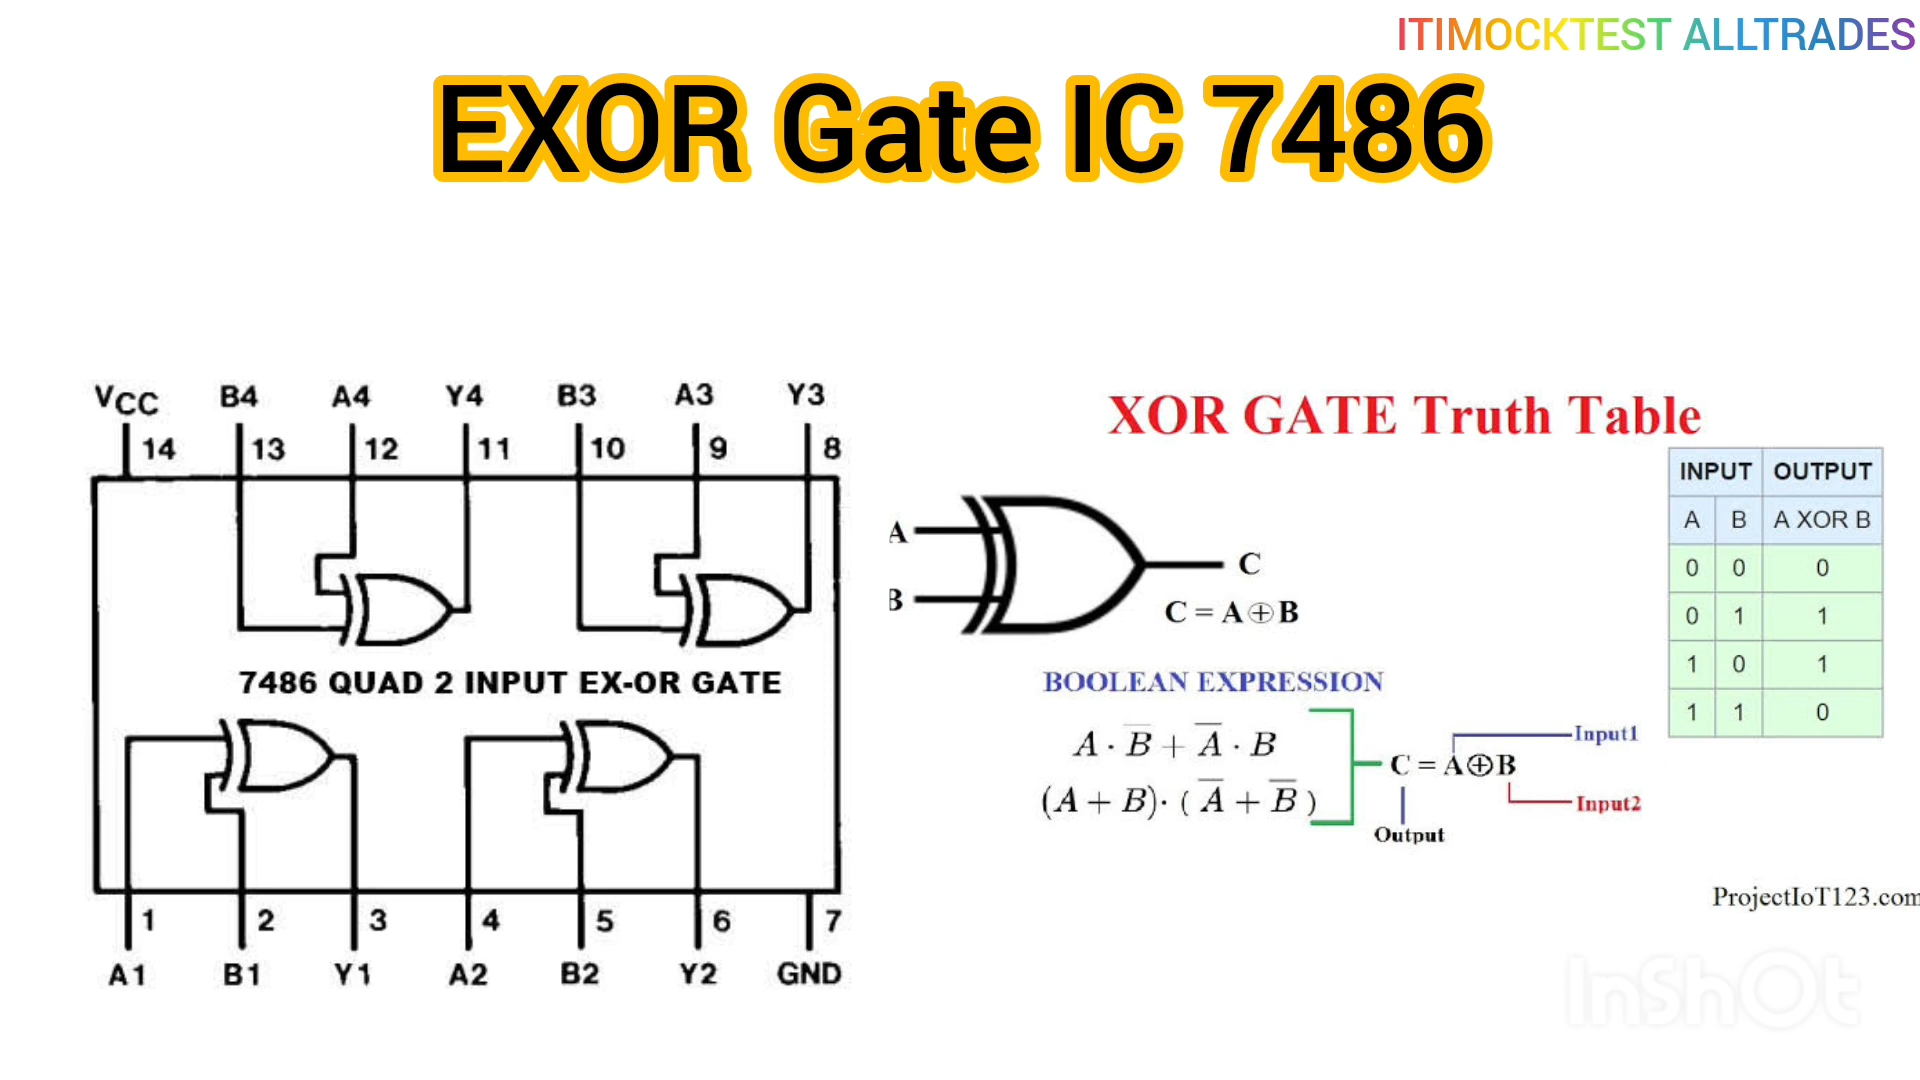 ITIMOCKTEST ALLTRADES
EXOR Gate IC 7486
VCC B4 A4 Y4 B3 A3 Y3
14 13 12 11 10 9 8
7486 QUAD 2 INPUT EX-OR GATE
1 2 3 4 5 6 7
A1 B1 Y1 A2 B2 Y2 GND
XOR GATE Truth Table
A
B
C
C = A⊕B
INPUT OUTPUT
A B A XOR B
0 0 0
0 1 1
1 0 1
1 1 0
BOOLEAN EXPRESSION
A · B̅ + A̅ · B
(A + B)· ( A̅ + B̅ )
Input1
C = A⊕B
Input2
Output
ProjectIoT123.com
InShOt